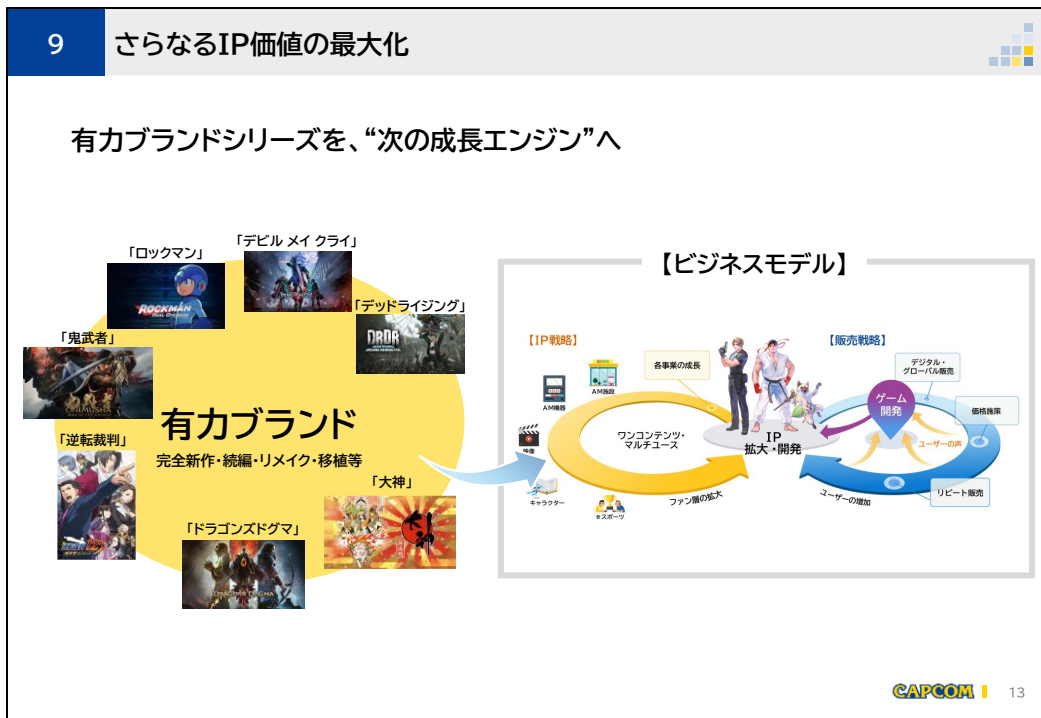 9
さらなるIP価値の最大化
有力ブランドシリーズを、“次の成長エンジン”へ
「デビル メイ クライ」
「ロックマン」
ROCKMAN
DUAL OVERRIDE
「デッドライジング」
DRDR
「鬼武者」
ONIMUSHA
有力ブランド
完全新作・続編・リメイク・移植等
「逆転裁判」
「大神」
大神
「ドラゴンズドグマ」
DRAGON'S DOGMA
【ビジネスモデル】
【IP戦略】
【販売戦略】
各事業の成長
AM施設
AM機器
映像
キャラクター
eスポーツ
ワンコンテンツ・
マルチユース
ファン層の拡大
IP
拡大・開発
ゲーム
開発
デジタル・
グローバル販売
価格施策
ユーザーの声
リピート販売
ユーザーの増加
CAPCOM
13